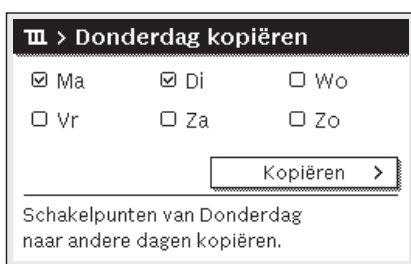 > Donderdag kopiëren
Ma Di Wo
Vr Za Zo
Kopiëren >
Schakelpunten van Donderdag
naar andere dagen kopiëren.